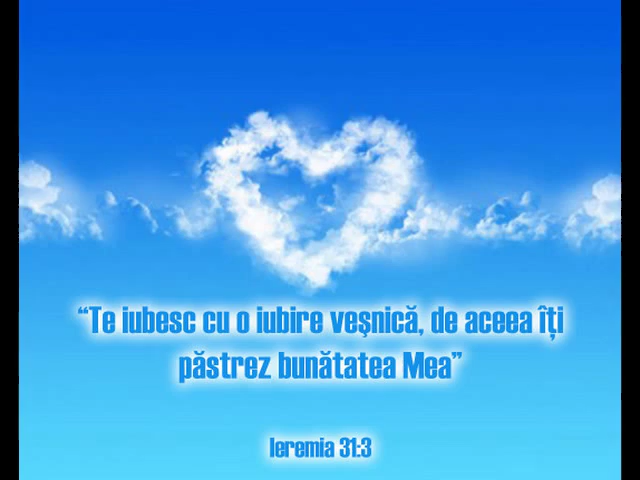 “Te iubesc cu o iubire veşnică, de aceea îţi
păstrez bunătatea Mea”
Ieremia 31:3